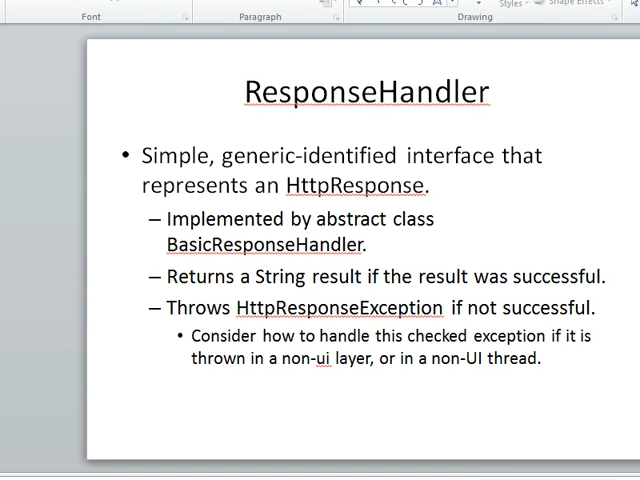 Styles
Shape Effects
Font
Paragraph
Drawing
ResponseHandler
• Simple, generic-identified interface that
represents an HttpResponse.
– Implemented by abstract class
BasicResponseHandler.
– Returns a String result if the result was successful.
– Throws HttpResponseException if not successful.
• Consider how to handle this checked exception if it is
thrown in a non-ui layer, or in a non-UI thread.